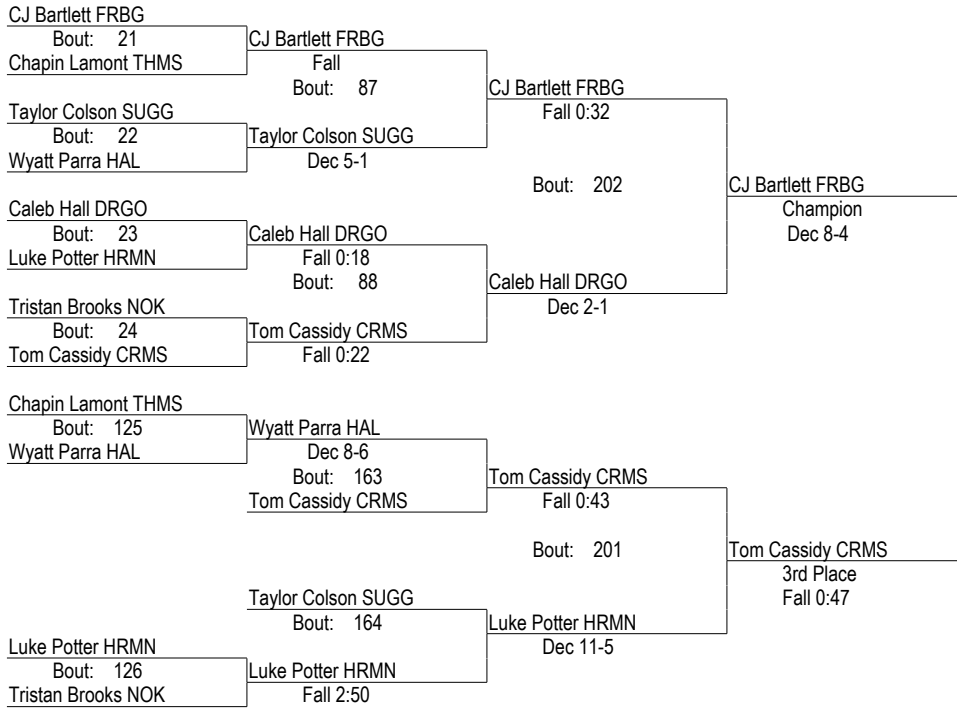 CJ Bartlett FRBG
Bout: 21
CJ Bartlett FRBG
Chapin Lamont THMS
Fall
Bout: 87
CJ Bartlett FRBG
Taylor Colson SUGG
Fall 0:32
Bout: 22
Taylor Colson SUGG
Wyatt Parra HAL
Dec 5-1
Bout: 202
CJ Bartlett FRBG
Caleb Hall DRGO
Champion
Bout: 23
Caleb Hall DRGO
Dec 8-4
Luke Potter HRMN
Fall 0:18
Bout: 88
Caleb Hall DRGO
Tristan Brooks NOK
Dec 2-1
Bout: 24
Tom Cassidy CRMS
Tom Cassidy CRMS
Fall 0:22
Chapin Lamont THMS
Bout: 125
Wyatt Parra HAL
Wyatt Parra HAL
Dec 8-6
Bout: 163
Tom Cassidy CRMS
Tom Cassidy CRMS
Fall 0:43
Bout: 201
Tom Cassidy CRMS
3rd Place
Taylor Colson SUGG
Fall 0:47
Bout: 164
Luke Potter HRMN
Luke Potter HRMN
Dec 11-5
Bout: 126
Luke Potter HRMN
Tristan Brooks NOK
Fall 2:50